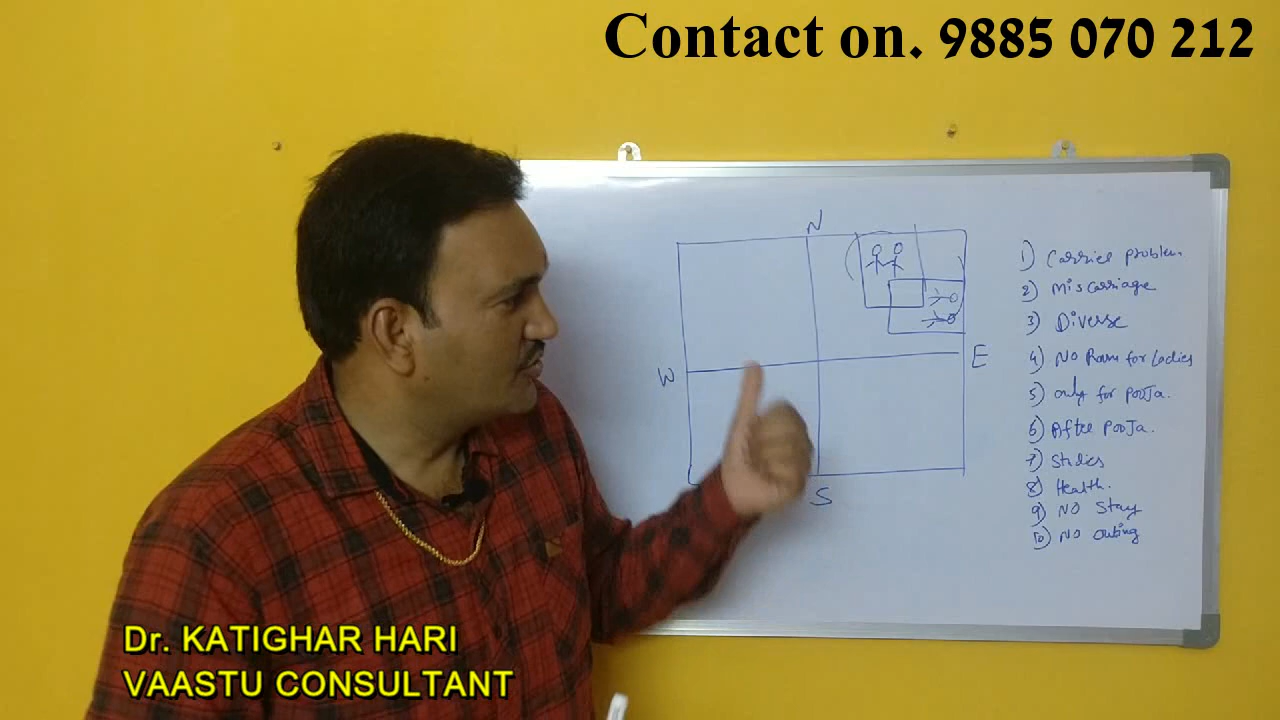 Contact on. 9885 070 212
N
W
E
S
1) Carries problem.
2) Miscarriage
3) Diverse
4) NO Room for Ladies
5) only for pooJa.
6) After pooJa.
7) Studies
8) Health.
9) NO Stay
10) NO outing
Dr. KATIGHAR HARI
VAASTU CONSULTANT